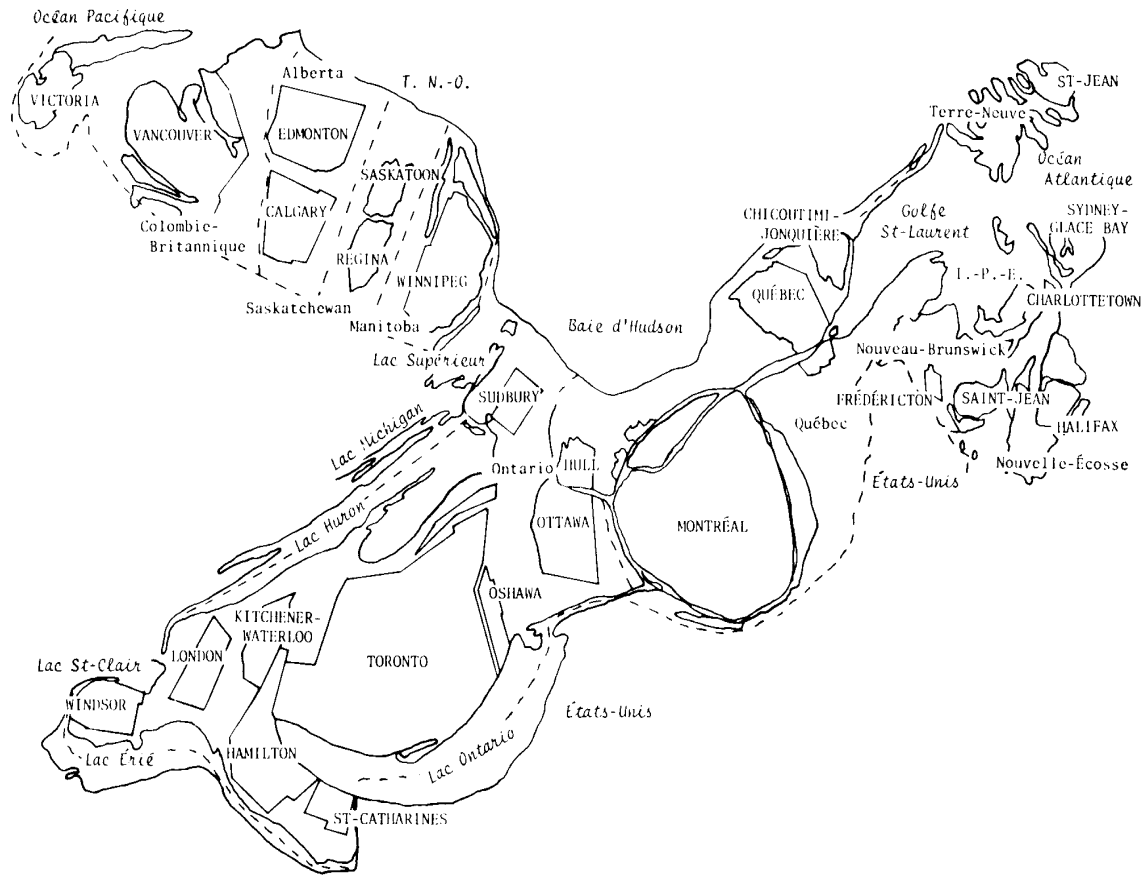 Océan Pacifique
VICTORIA
VANCOUVER
Colombie-
Britannique
Alberta
EDMONTON
CALGARY
T. N.-O.
SASKATOON
REGINA
WINNIPEG
Saskatchewan
Manitoba
Lac Supérieur
SUDBURY
Lac Michigan
Lac Huron
Baie d'Hudson
Ontario
HULL
OTTAWA
MONTRÉAL
OSHAWA
KITCHENER-
WATERLOO
LONDON
TORONTO
Lac St-Clair
WINDSOR
Lac Érié
HAMILTON
ST-CATHARINES
Lac Ontario
États-Unis
ST-JEAN
Terre-Neuve
Océan
Atlantique
CHICOUTIMI-
JONQUIÈRE
Golfe
St-Laurent
SYDNEY-
GLACE BAY
I.-P.-E.
QUÉBEC
CHARLOTTETOWN
Nouveau-Brunswick
FRÉDÉRICTON
SAINT-JEAN
HALIFAX
Québec
Nouvelle-Écosse
États-Unis